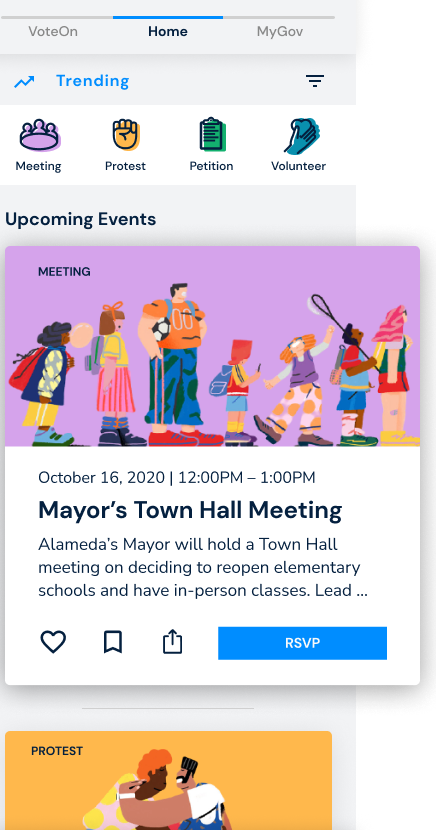 VoteOn Home MyGov
Trending
Meeting Protest Petition Volunteer
Upcoming Events
MEETING
October 16, 2020 | 12:00PM – 1:00PM
Mayor’s Town Hall Meeting
Alameda’s Mayor will hold a Town Hall
meeting on deciding to reopen elementary
schools and have in-person classes. Lead ...
RSVP
PROTEST